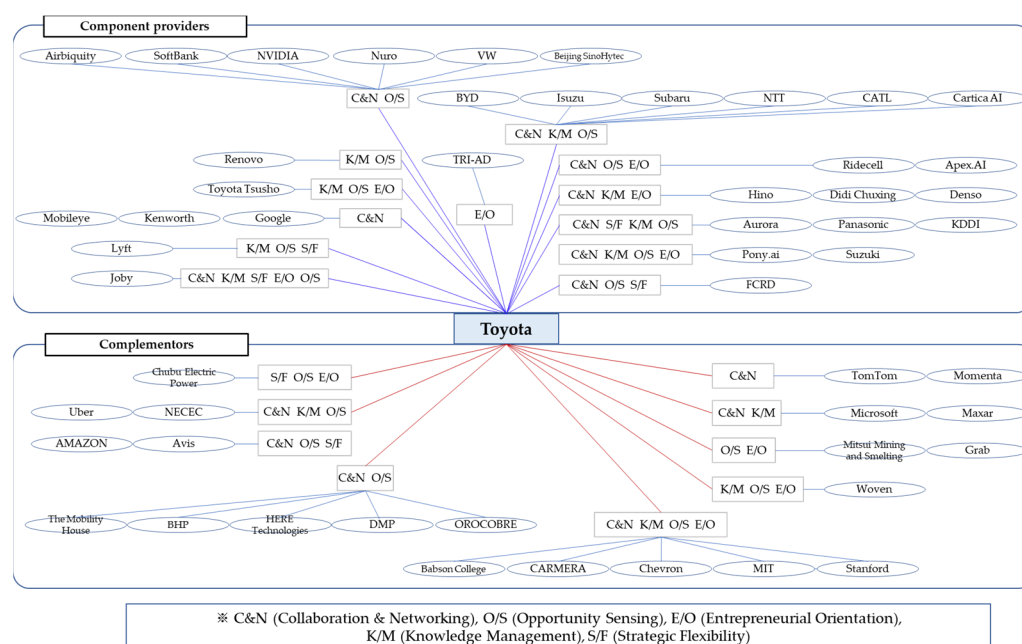 Component providers
Airbiquity
SoftBank
NVIDIA
Nuro
VW
Beijing SinoHytec
C&N O/S
BYD
Isuzu
Subaru
NTT
CATL
Cartica AI
C&N K/M O/S
Renovo
K/M O/S
TRI-AD
C&N O/S E/O
Ridecell
Apex.AI
Toyota Tsusho
K/M O/S E/O
E/O
C&N K/M E/O
Hino
Didi Chuxing
Denso
Mobileye
Kenworth
Google
C&N
C&N S/F K/M O/S
Aurora
Panasonic
KDDI
Lyft
K/M O/S S/F
C&N K/M O/S E/O
Pony.ai
Suzuki
Joby
C&N K/M S/F E/O O/S
C&N O/S S/F
FCRD
Toyota
Complementors
Chubu Electric
Power
S/F O/S E/O
C&N
TomTom
Momenta
Uber
NECEC
C&N K/M O/S
C&N K/M
Microsoft
Maxar
AMAZON
Avis
C&N O/S S/F
O/S E/O
Mitsui Mining
and Smelting
Grab
C&N O/S
K/M O/S E/O
Woven
The Mobility
House
BHP
HERE
Technologies
DMP
OROCOBRE
C&N K/M O/S E/O
Babson College
CARMERA
Chevron
MIT
Stanford
※ C&N (Collaboration & Networking), O/S (Opportunity Sensing), E/O (Entrepreneurial Orientation),
K/M (Knowledge Management), S/F (Strategic Flexibility)